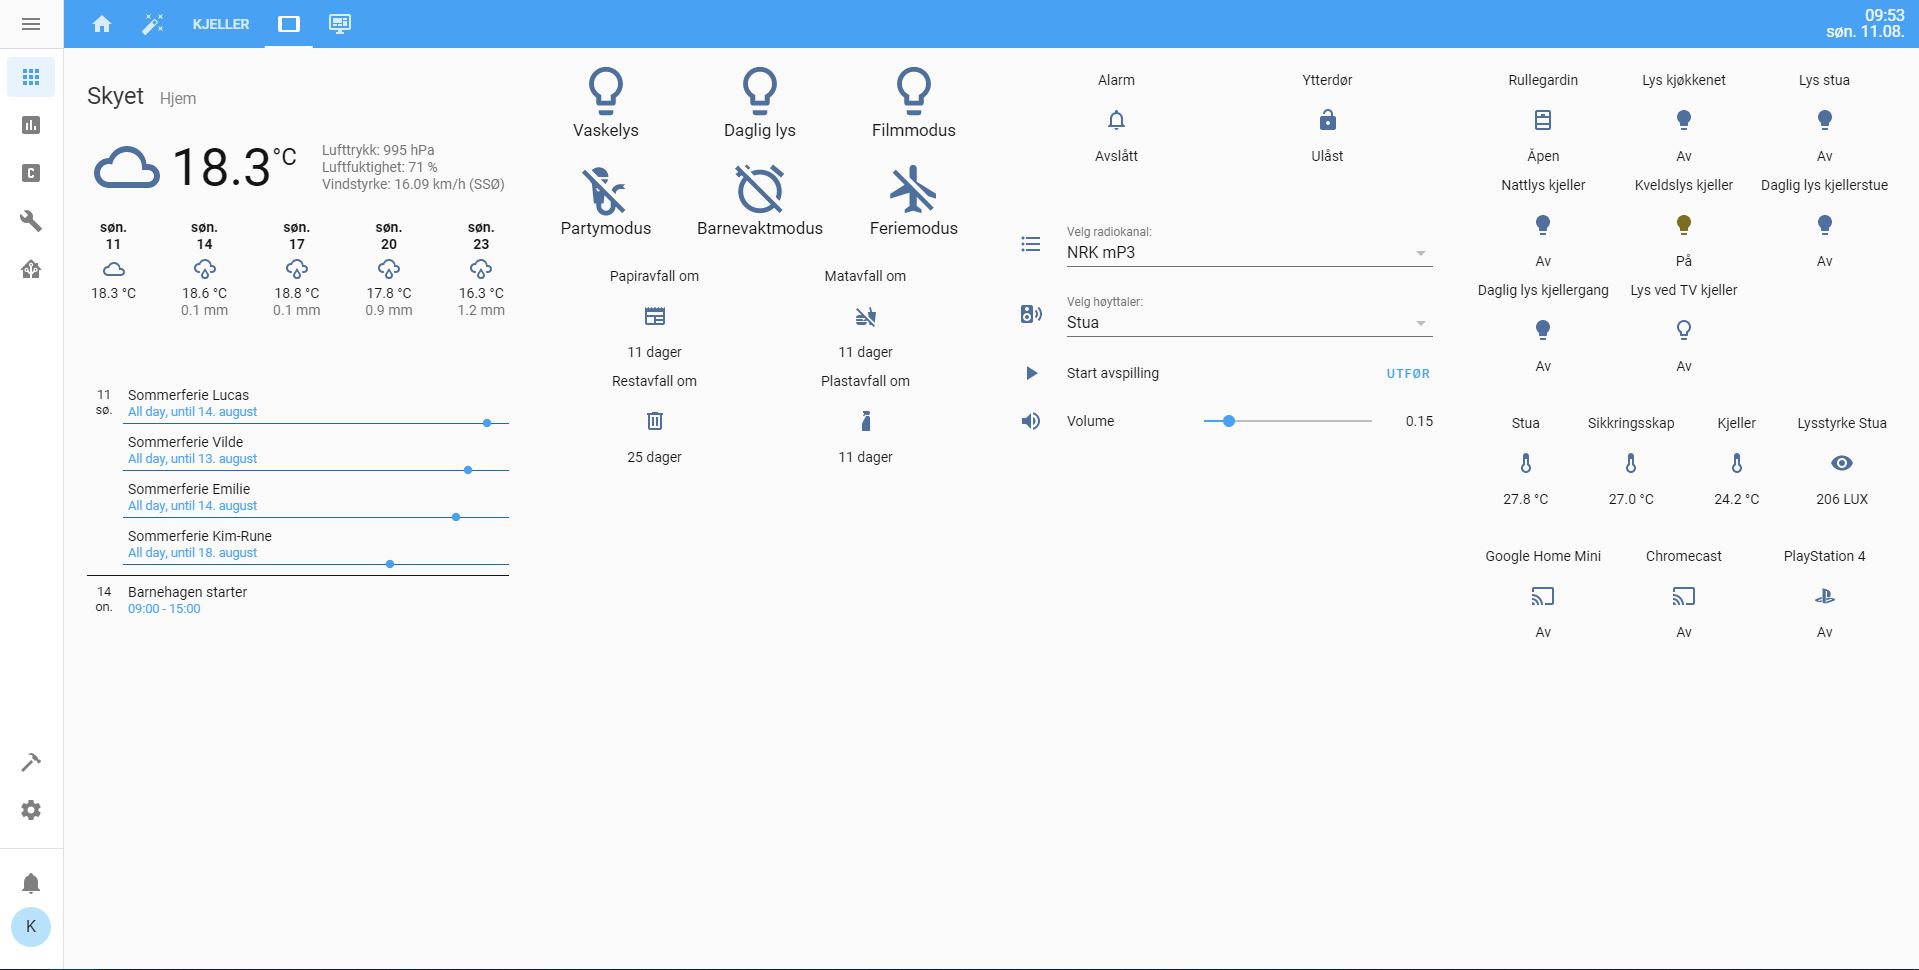 KJELLER
09:53
søn. 11.08.
Skyet Hjem
18.3 °C
Lufttrykk: 995 hPa
Luftfuktighet: 71 %
Vindstyrke: 16.09 km/h (SSØ)
søn. søn. søn. søn. søn.
11 14 17 20 23
18.3 °C 18.6 °C 18.8 °C 17.8 °C 16.3 °C
0.1 mm 0.1 mm 0.9 mm 1.2 mm
11
sø.
Sommerferie Lucas
All day, until 14. august
Sommerferie Vilde
All day, until 13. august
Sommerferie Emilie
All day, until 14. august
Sommerferie Kim-Rune
All day, until 18. august
14
on.
Barnehagen starter
09:00 - 15:00
Vaskelys Daglig lys Filmmodus
Partymodus Barnevaktmodus Feriemodus
Papiravfall om Matavfall om
11 dager 11 dager
Restavfall om Plastavfall om
25 dager 11 dager
Alarm Ytterdør
Avslått Ulåst
Velg radiokanal:
NRK mP3
Velg høyttaler:
Stua
Start avspilling UTFØR
Volume 0.15
Rullegardin Lys kjøkkenet Lys stua
Åpen Av Av
Nattlys kjeller Kveldslys kjeller Daglig lys kjellerstue
Av På Av
Daglig lys kjellergang Lys ved TV kjeller
Av Av
Stua Sikkringsskap Kjeller Lysstyrke Stua
27.8 °C 27.0 °C 24.2 °C 206 LUX
Google Home Mini Chromecast PlayStation 4
Av Av Av
C
K